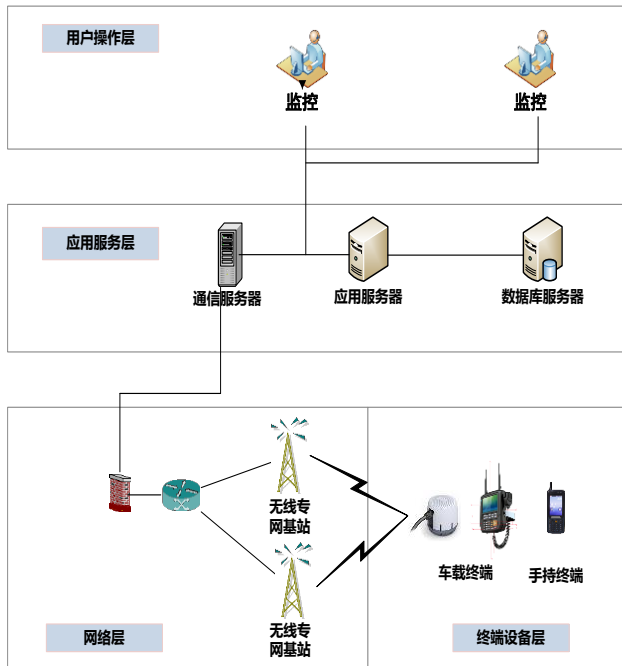 用户操作层
监控
监控
应用服务层
通信服务器
应用服务器
数据库服务器
无线专
网基站
车载终端
手持终端
无线专
网基站
网络层
终端设备层